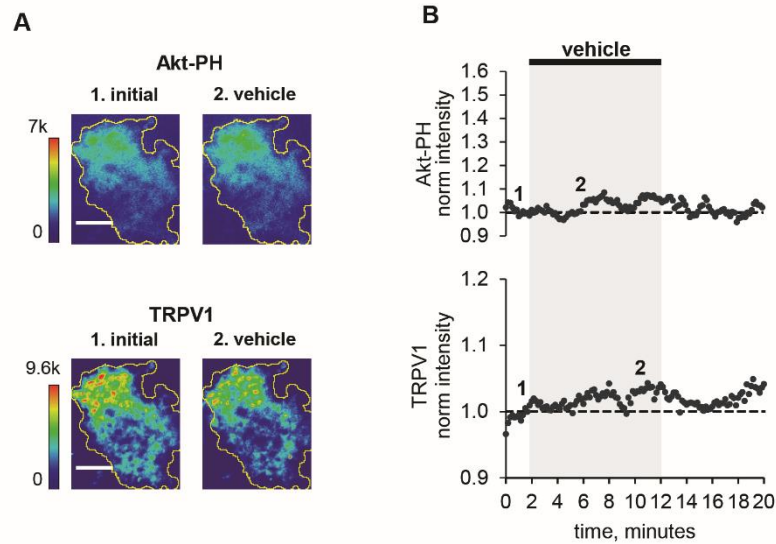 A
Akt-PH
1. initial 2. vehicle
7k
0
TRPV1
1. initial 2. vehicle
9.6k
0
B
vehicle
1.6
1.5
1.4
1.3
1.2
1.1
1.0
0.9
Akt-PH
norm intensity
1
2
1.2
1.1
1.0
0.9
TRPV1
norm intensity
1
2
0 2 4 6 8 10 12 14 16 18 20
time, minutes